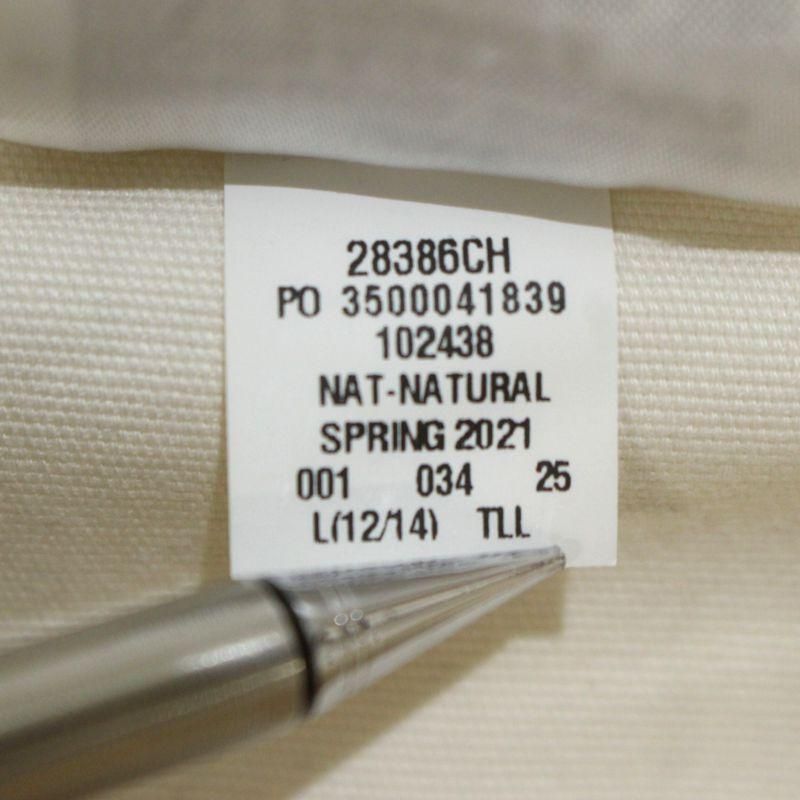 28386CH
PO 3500041839
102438
NAT-NATURAL
SPRING 2021
001 034 25
L(12/14) TLL